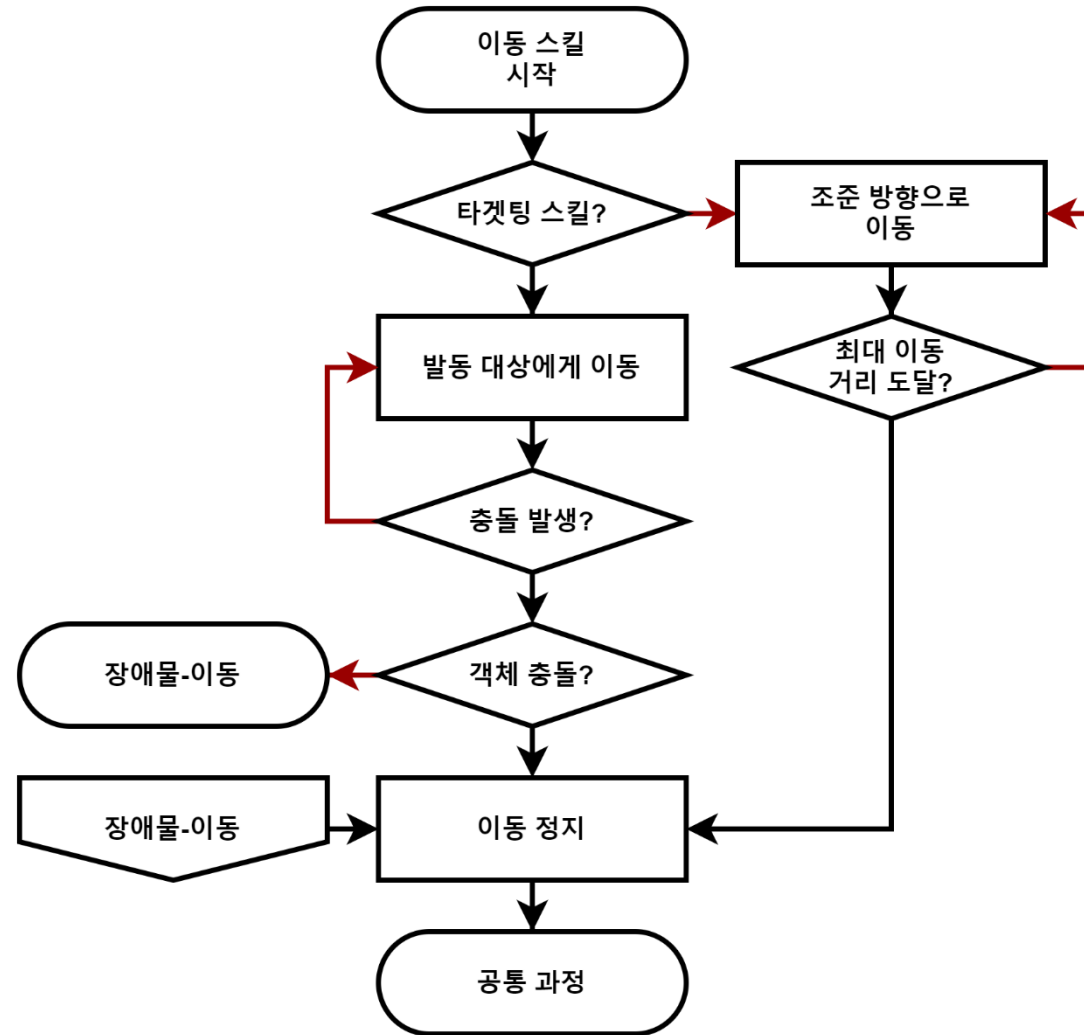 이동 스킬
시작
타겟팅 스킬?
조준 방향으로
이동
발동 대상에게 이동
최대 이동
거리 도달?
충돌 발생?
장애물-이동
객체 충돌?
장애물-이동
이동 정지
공통 과정